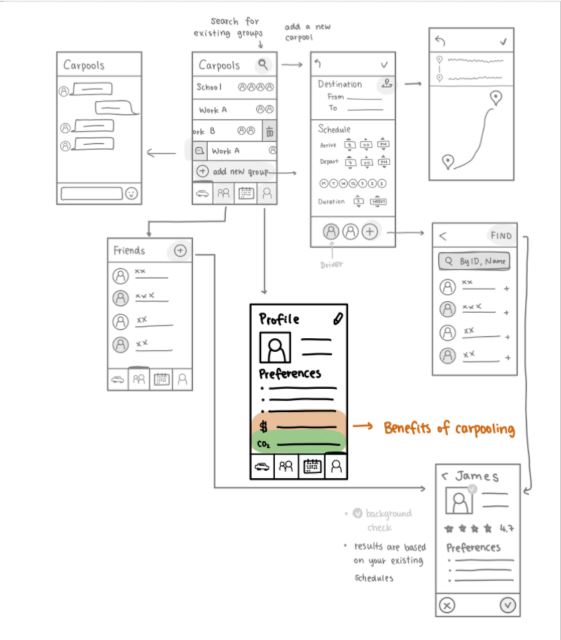 search for
existing groups
add a new
carpool
Carpools
Carpools
School
Work A
ork B
Work A
add new group
Destination
From
To
Schedule
Arrive
Depart
M T W T F S S
Duration
Driver
Friends
xx
xxx
xx
xx
FIND
By ID, Name
xx
xxx
xx
xx
Profile
Preferences
$
CO₂
Benefits of carpooling
James
4.7
Preferences
• background
check
• results are based
on your existing
schedules